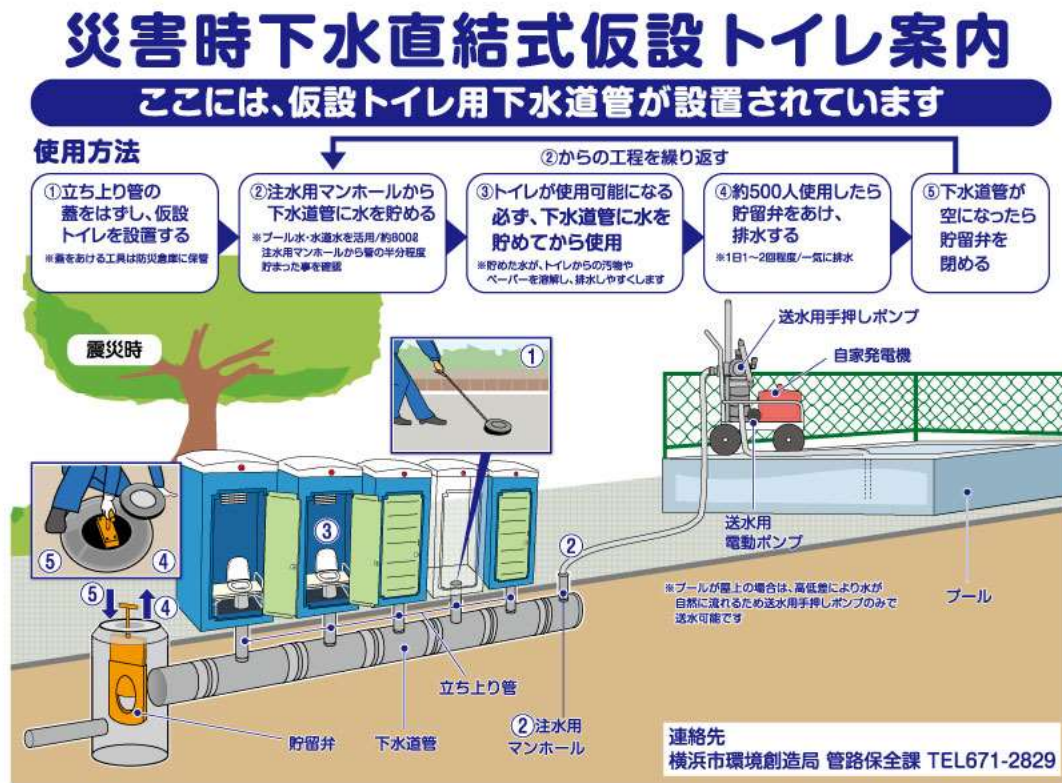 災害時下水直結式仮設トイレ案内
ここには、仮設トイレ用下水道管が設置されています
使用方法
②からの工程を繰り返す
①立ち上り管の
蓋をはずし、仮設
トイレを設置する
※蓋をあける工具は防災倉庫に保管
②注水用マンホールから
下水道管に水を貯める
※プール水・水道水を活用/約800ℓ
注水用マンホールから管の半分程度
貯まった事を確認
③トイレが使用可能になる
必ず、下水道管に水を
貯めてから使用
※貯めた水が、トイレからの汚物や
ペーパーを溶解し、排水しやすくします
④約500人使用したら
貯留弁をあけ、
排水する
※1日1〜2回程度/一気に排水
⑤下水道管が
空になったら
貯留弁を
閉める
震災時
①
送水用手押しポンプ
自家発電機
⑤
④
③
②
送水用
電動ポンプ
プール
⑤
④
※プールが屋上の場合は、高低差により水が
自然に流れるため送水用手押しポンプのみで
送水可能です
立ち上り管
貯留弁
下水道管
②注水用
マンホール
連絡先
横浜市環境創造局 管路保全課 TEL671-2829